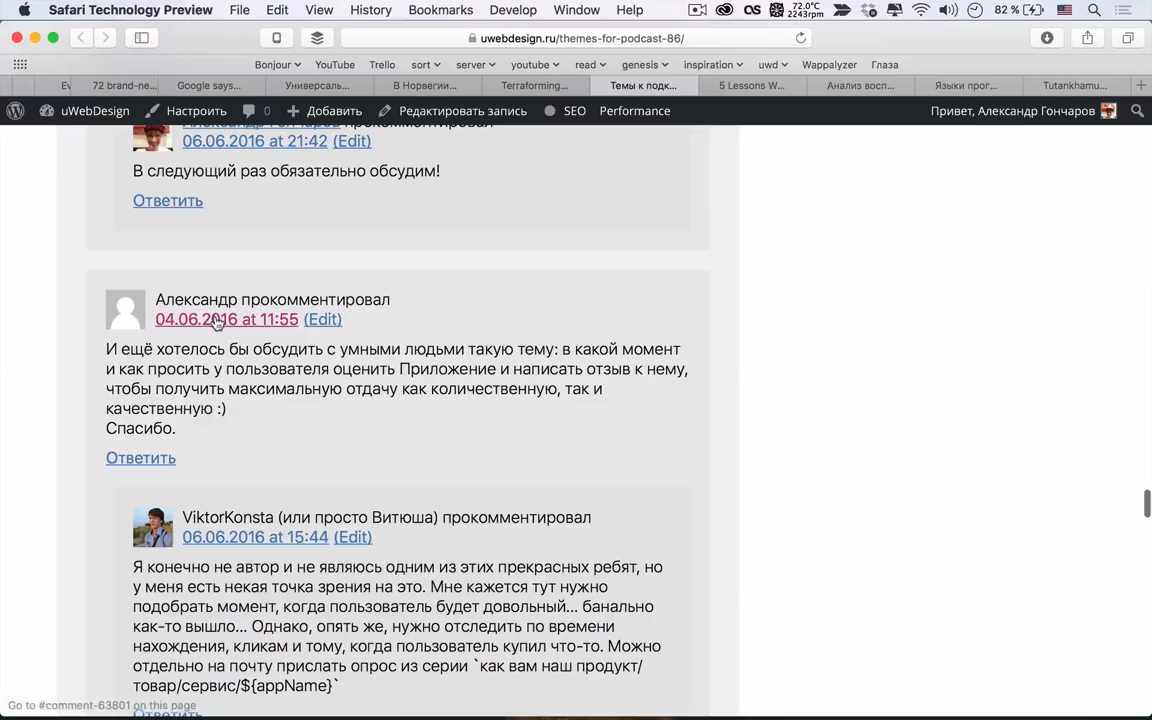 Safari Technology Preview File Edit View History Bookmarks Develop Window Help 72.0°C 2243rpm 82 %
uwebdesign.ru/themes-for-podcast-86/
Bonjour YouTube Trello sort server youtube read genesis inspiration uwd Wappalyzer Глаза
Ev 72 brand-ne... Google says... Универсаль... В Норвегии... Terraforming... Темы к подк... 5 Lessons W... Анализ восп... Языки прог... Tutankhamu...
uWebDesign Настроить 0 Добавить Редактировать запись SEO Performance Привет, Александр Гончаров
Александр Гончаров прокомментировал
06.06.2016 at 21:42 (Edit)
В следующий раз обязательно обсудим!
Ответить
Александр прокомментировал
04.06.2016 at 11:55 (Edit)
И ещё хотелось бы обсудить с умными людьми такую тему: в какой момент
и как просить у пользователя оценить Приложение и написать отзыв к нему,
чтобы получить максимальную отдачу как количественную, так и
качественную :)
Спасибо.
Ответить
ViktorKonsta (или просто Витюша) прокомментировал
06.06.2016 at 15:44 (Edit)
Я конечно не автор и не являюсь одним из этих прекрасных ребят, но
у меня есть некая точка зрения на это. Мне кажется тут нужно
подобрать момент, когда пользователь будет довольный... банально
как-то вышло... Однако, опять же, нужно отследить по времени
нахождения, кликам и тому, когда пользователь купил что-то. Можно
отдельно на почту прислать опрос из серии `как вам наш продукт/
товар/сервис/${appName}`
Ответить
Go to #comment-63801 on this page